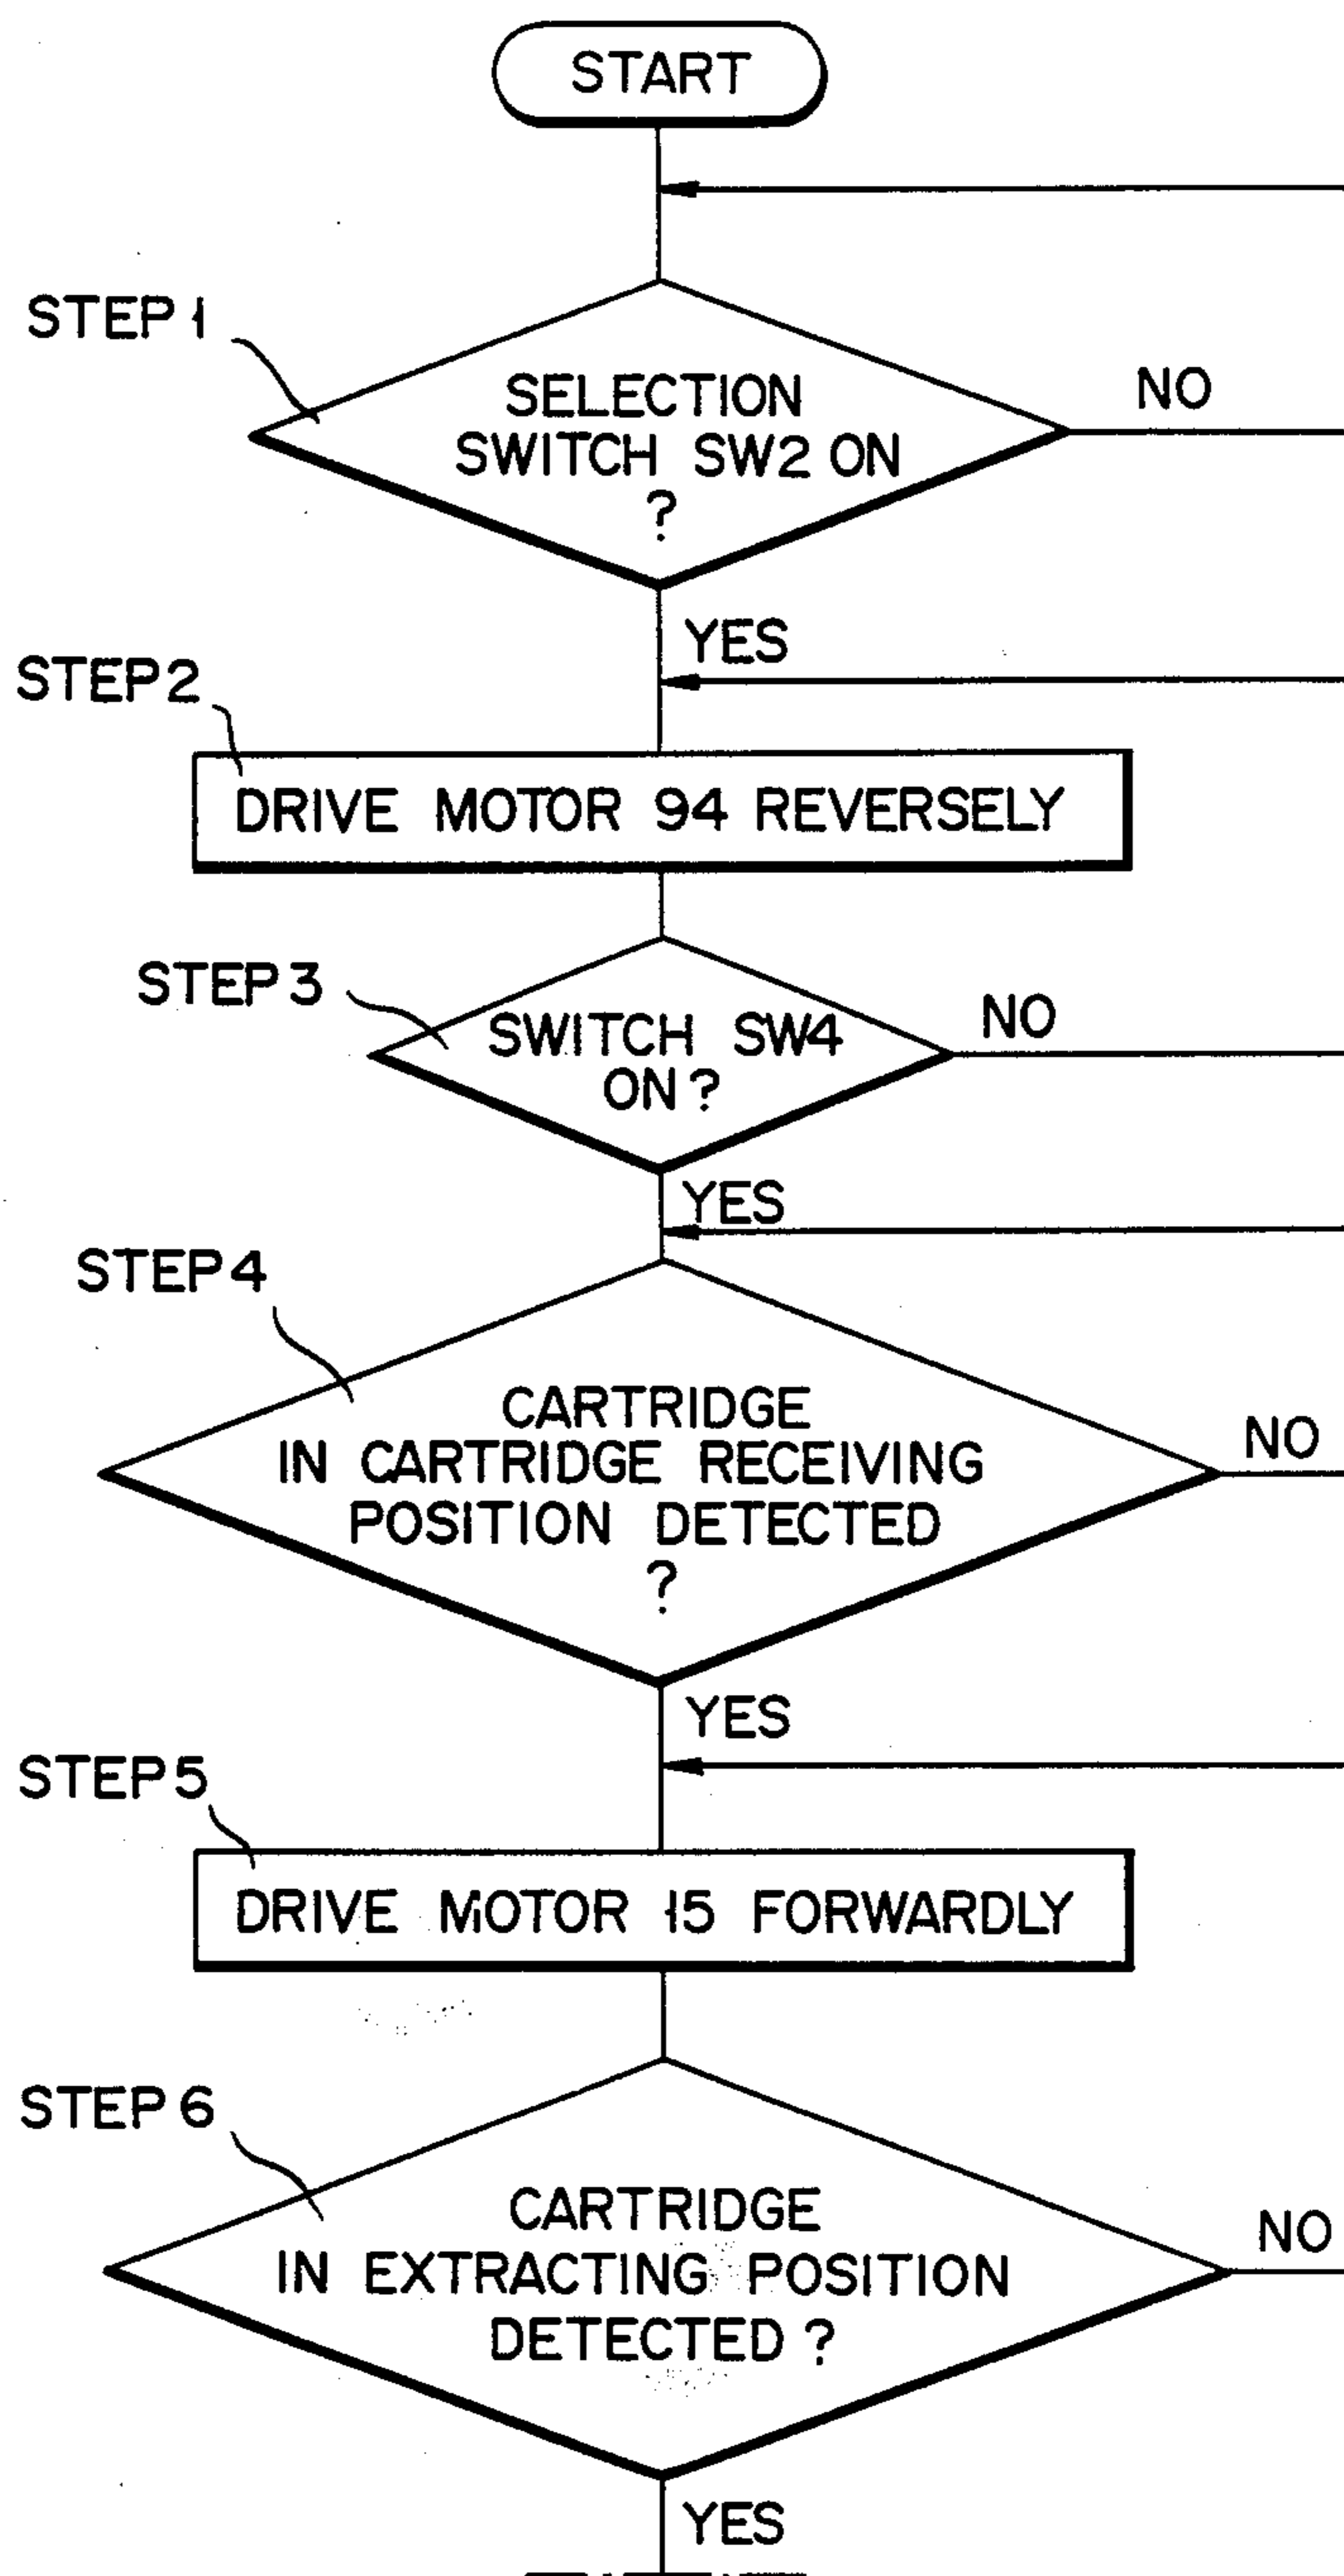 START
STEP 1
SELECTION
SWITCH SW2 ON
?
NO
YES
STEP 2
DRIVE MOTOR 94 REVERSELY
STEP 3
SWITCH SW4
ON?
NO
YES
STEP 4
CARTRIDGE
IN CARTRIDGE RECEIVING
POSITION DETECTED
?
NO
YES
STEP 5
DRIVE MOTOR 15 FORWARDLY
STEP 6
CARTRIDGE
IN EXTRACTING POSITION
DETECTED ?
NO
YES